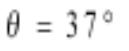 θ = 37°